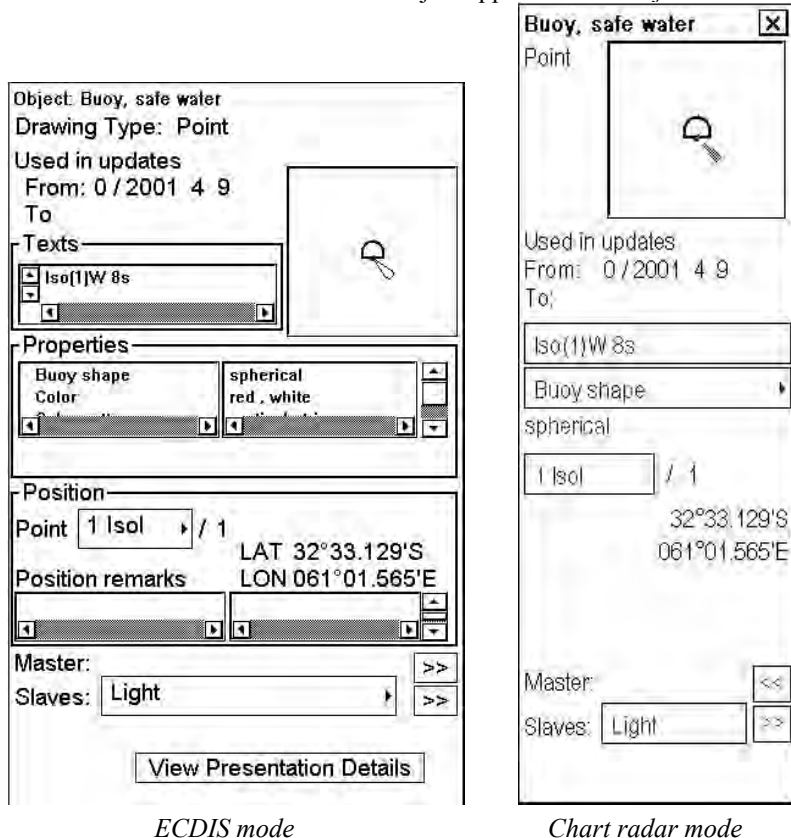 Object: Buoy, safe water
Drawing Type: Point
Used in updates
From: 0 / 2001 4 9
To
Texts
Iso(1)W 8s
Properties
Buoy shape spherical
Color red , white
Position
Point 1 Isol / 1
LAT 32°33.129'S
Position remarks LON 061°01.565'E
Master: >>
Slaves: Light >>
View Presentation Details
ECDIS mode
Buoy, safe water X
Point
Used in updates
From: 0 / 2001 4 9
To:
Iso(1)W 8s
Buoy shape
spherical
1 Isol / 1
32°33.129'S
061°01.565'E
Master: <<
Slaves: Light >>
Chart radar mode